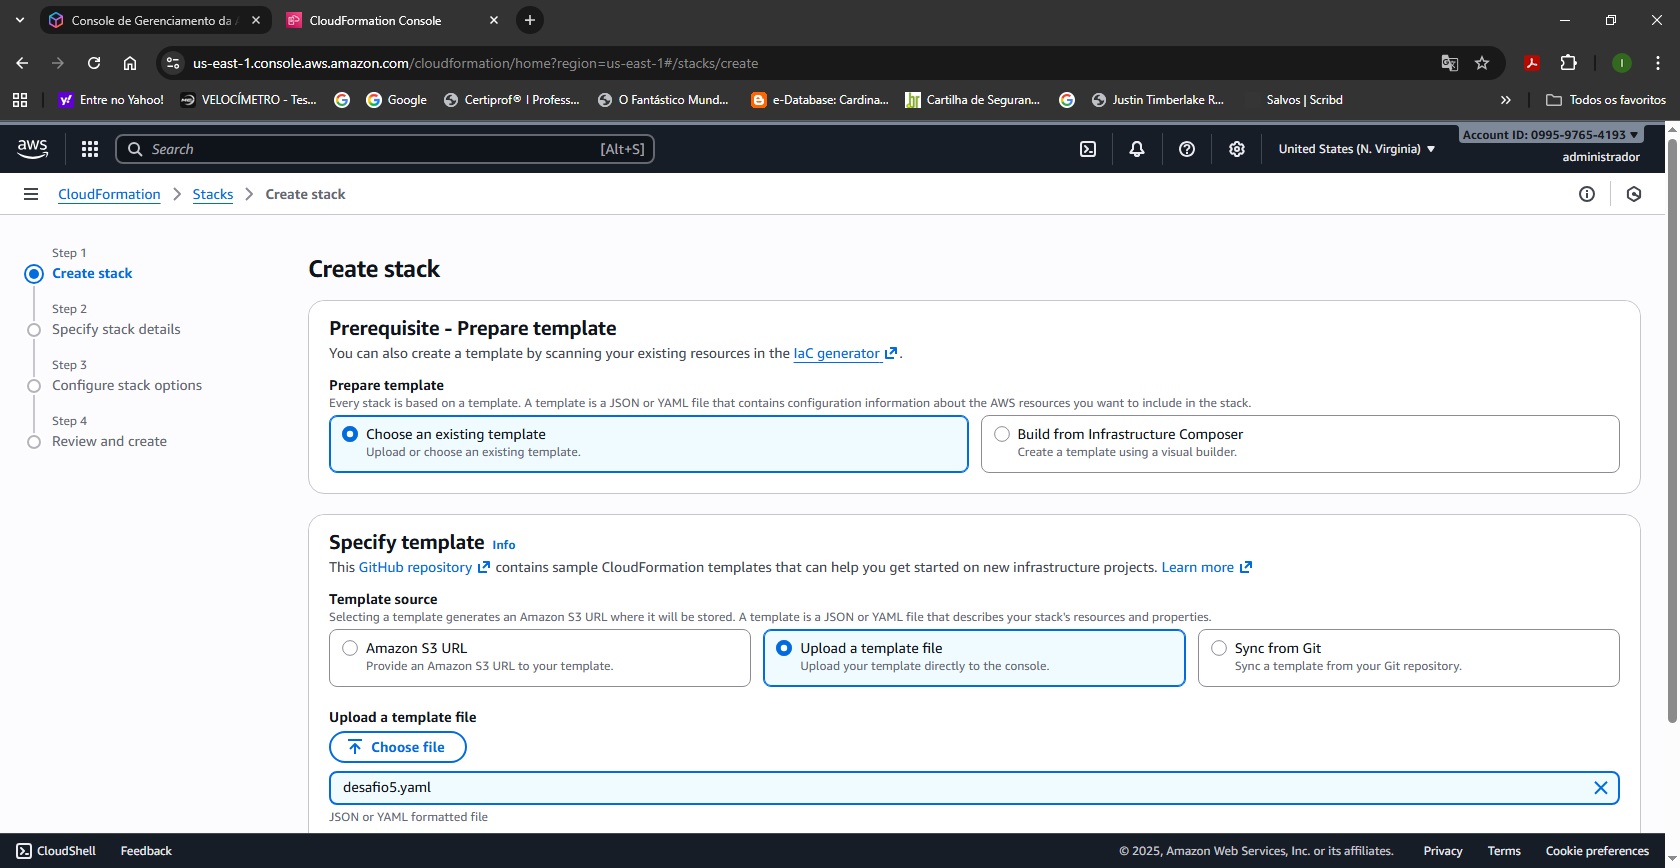 Console de Gerenciamento da
CloudFormation Console
us-east-1.console.aws.amazon.com/cloudformation/home?region=us-east-1#/stacks/create
Entre no Yahoo!
VELOCÍMETRO - Tes...
Google
Certiprof® I Profess...
O Fantástico Mund...
e-Database: Cardina...
Cartilha de Seguran...
Justin Timberlake R...
Salvos | Scribd
»
Todos os favoritos
aws
Search
[Alt+S]
United States (N. Virginia)
Account ID: 0995-9765-4193
administrador
CloudFormation
Stacks
Create stack
Step 1
Create stack
Step 2
Specify stack details
Step 3
Configure stack options
Step 4
Review and create
Create stack
Prerequisite - Prepare template
You can also create a template by scanning your existing resources in the IaC generator.
Prepare template
Every stack is based on a template. A template is a JSON or YAML file that contains configuration information about the AWS resources you want to include in the stack.
Choose an existing template
Upload or choose an existing template.
Build from Infrastructure Composer
Create a template using a visual builder.
Specify template Info
This GitHub repository contains sample CloudFormation templates that can help you get started on new infrastructure projects. Learn more
Template source
Selecting a template generates an Amazon S3 URL where it will be stored. A template is a JSON or YAML file that describes your stack's resources and properties.
Amazon S3 URL
Provide an Amazon S3 URL to your template.
Upload a template file
Upload your template directly to the console.
Sync from Git
Sync a template from your Git repository.
Upload a template file
Choose file
desafio5.yaml
JSON or YAML formatted file
CloudShell
Feedback
© 2025, Amazon Web Services, Inc. or its affiliates.
Privacy
Terms
Cookie preferences